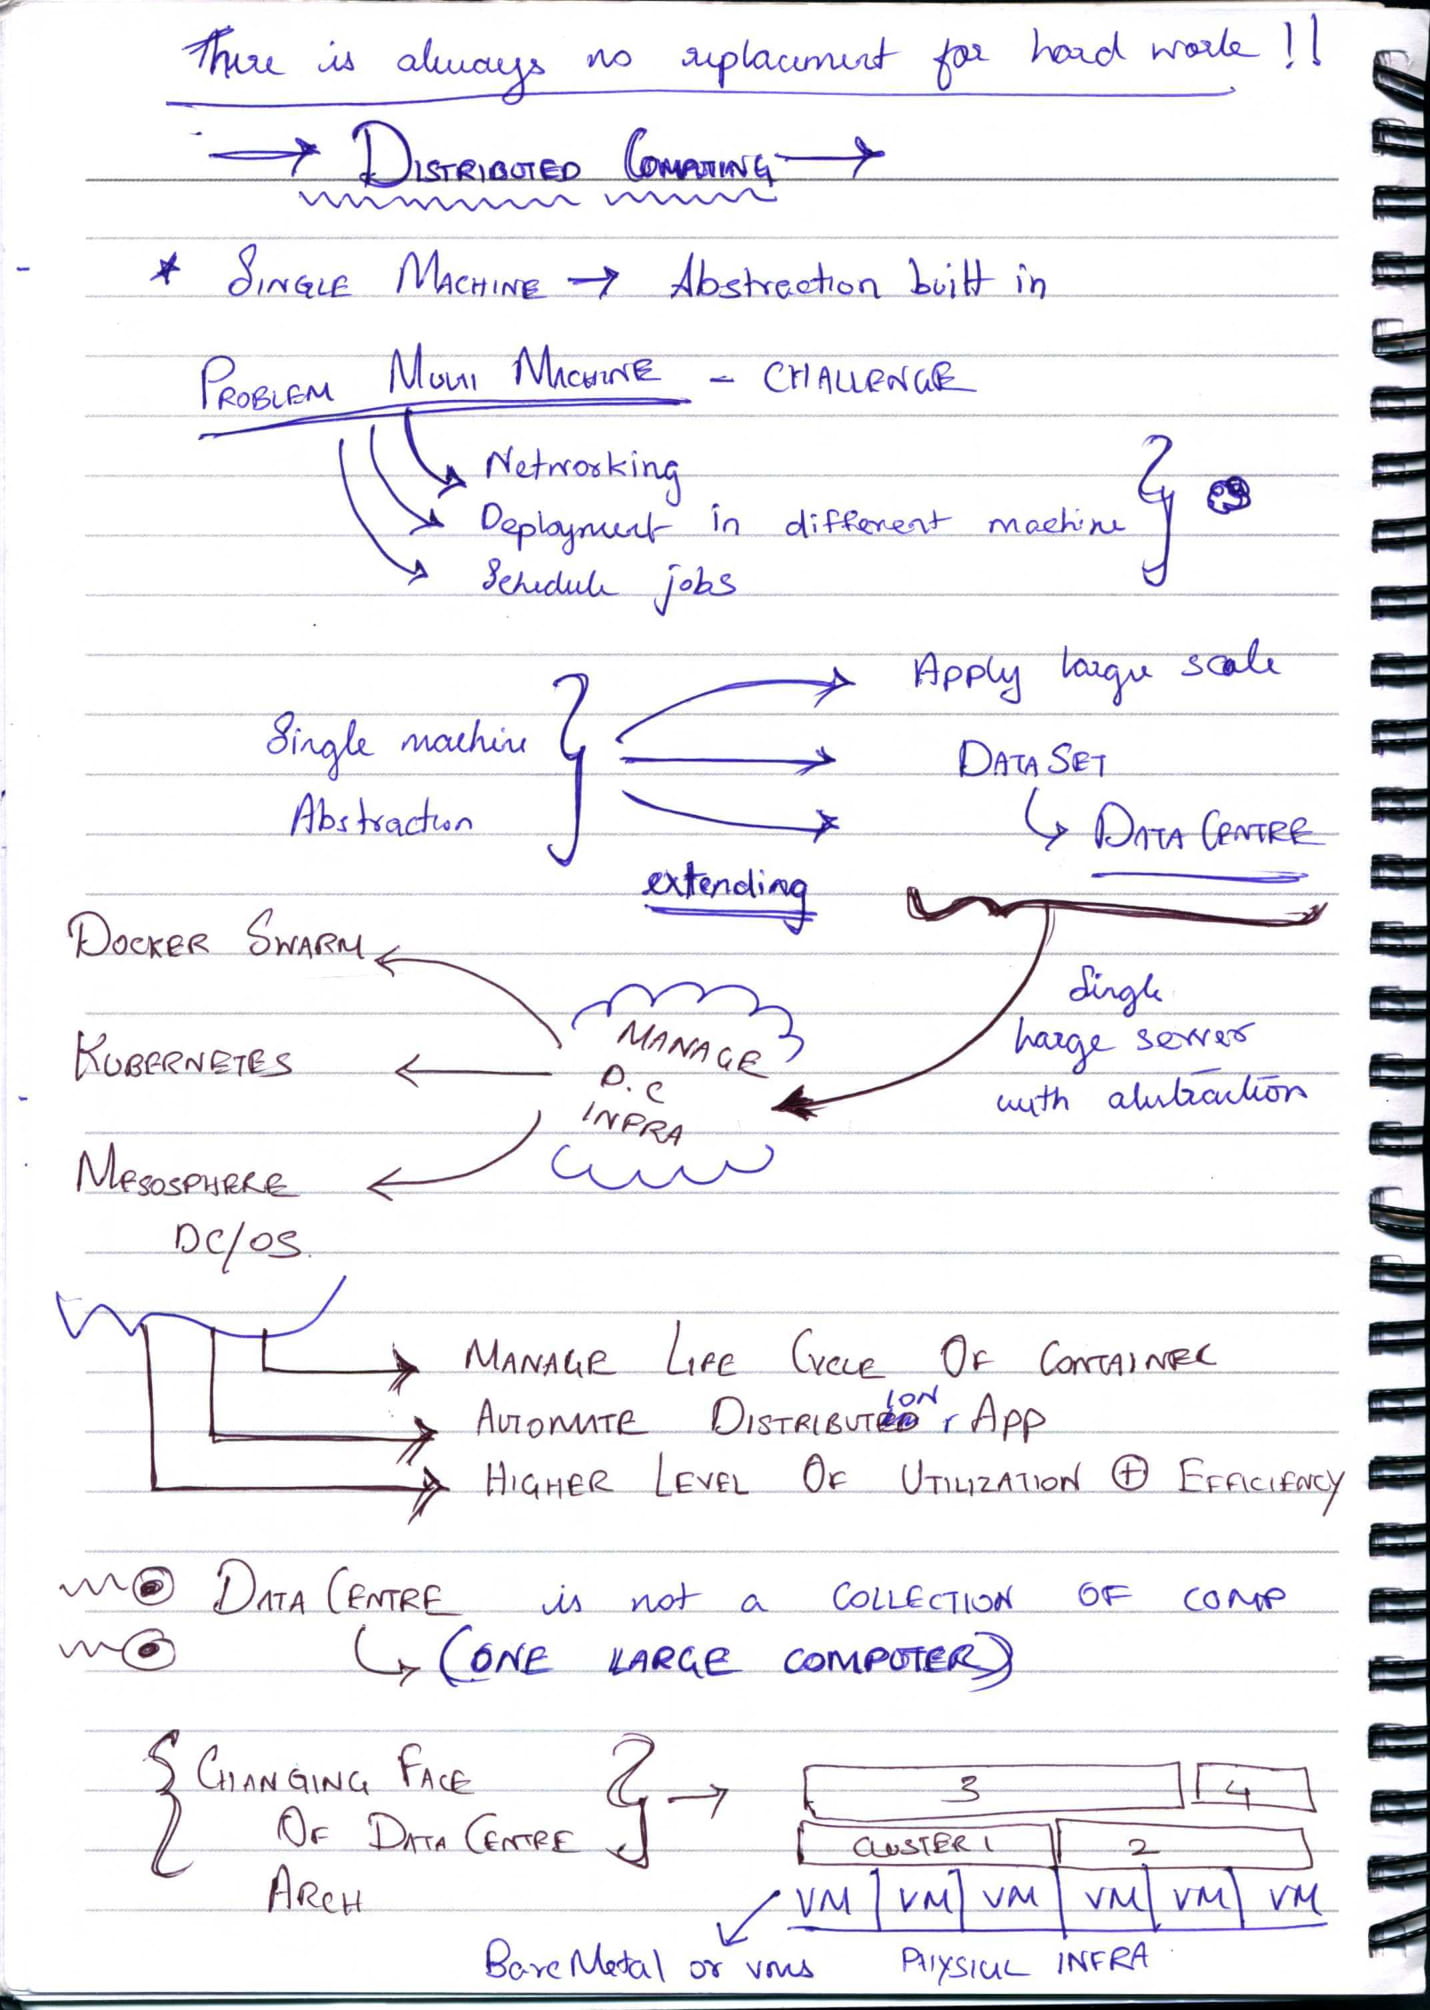 There is always no replacement for hard work !!
→ DISTRIBUTED COMPUTING →
* SINGLE MACHINE → Abstraction built in
PROBLEM MULTI MACHINE - CHALLENGE
Networking
Deployment in different machine
Schedule jobs
Single machine
Abstraction
Apply large scale
DATA SET
DATA CENTRE
extending
Single
large server
with abstraction
MANAGE
D.C
INFRA
DOCKER SWARM
KUBERNETES
MESOSPHERE
DC/OS.
MANAGE LIFE CYCLE OF CONTAINER
AUTOMATE DISTRIBUTION, APP
HIGHER LEVEL OF UTILIZATION ⊕ EFFICIENCY
DATA CENTRE is not a COLLECTION OF COMP
(ONE LARGE COMPUTER)
CHANGING FACE
OF DATA CENTRE
ARCH
3 4
CLUSTER 1 2
VM | VM | VM | VM | VM | VM
Bare Metal or vms PHYSICAL INFRA